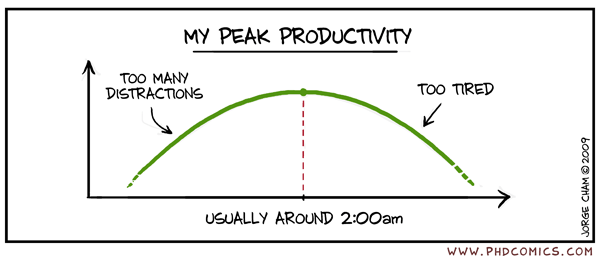 MY PEAK PRODUCTIVITY
TOO MANY
DISTRACTIONS
TOO TIRED
USUALLY AROUND 2:00am
JORGE CHAM © 2009
WWW.PHDCOMICS.COM